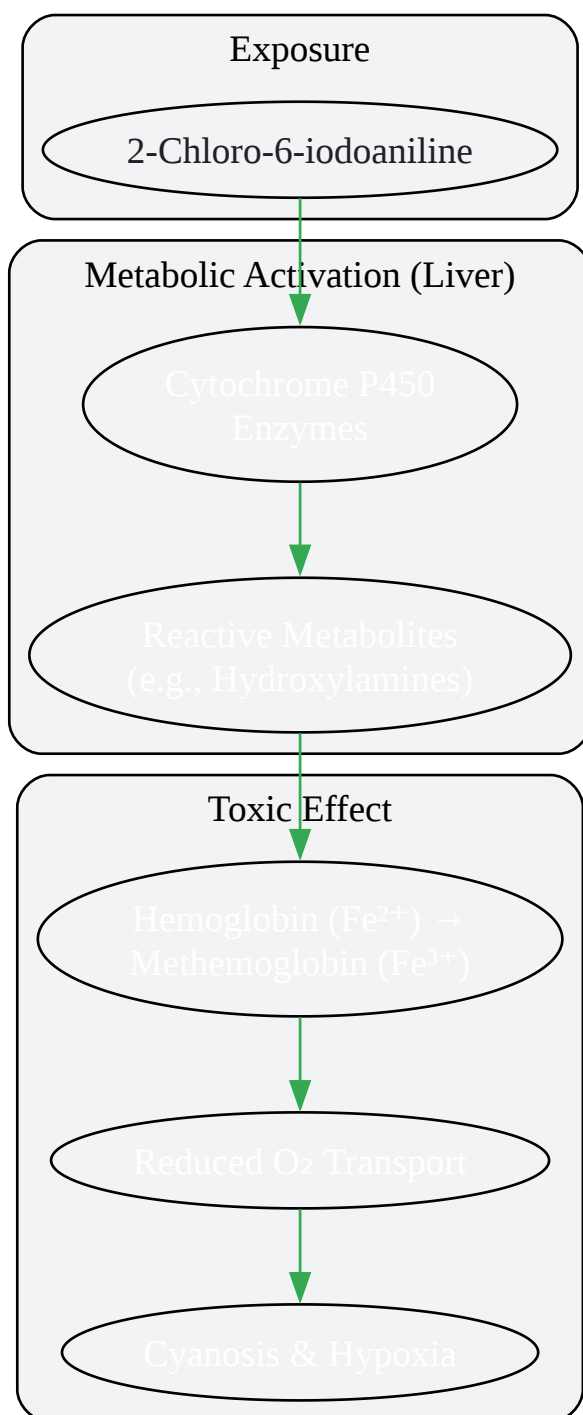 Exposure
2-Chloro-6-iodoaniline
Metabolic Activation (Liver)
Cytochrome P450
Enzymes
Reactive Metabolites
(e.g., Hydroxylamines)
Toxic Effect
Hemoglobin (Fe²⁺) →
Methemoglobin (Fe³⁺)
Reduced O₂ Transport
Cyanosis & Hypoxia